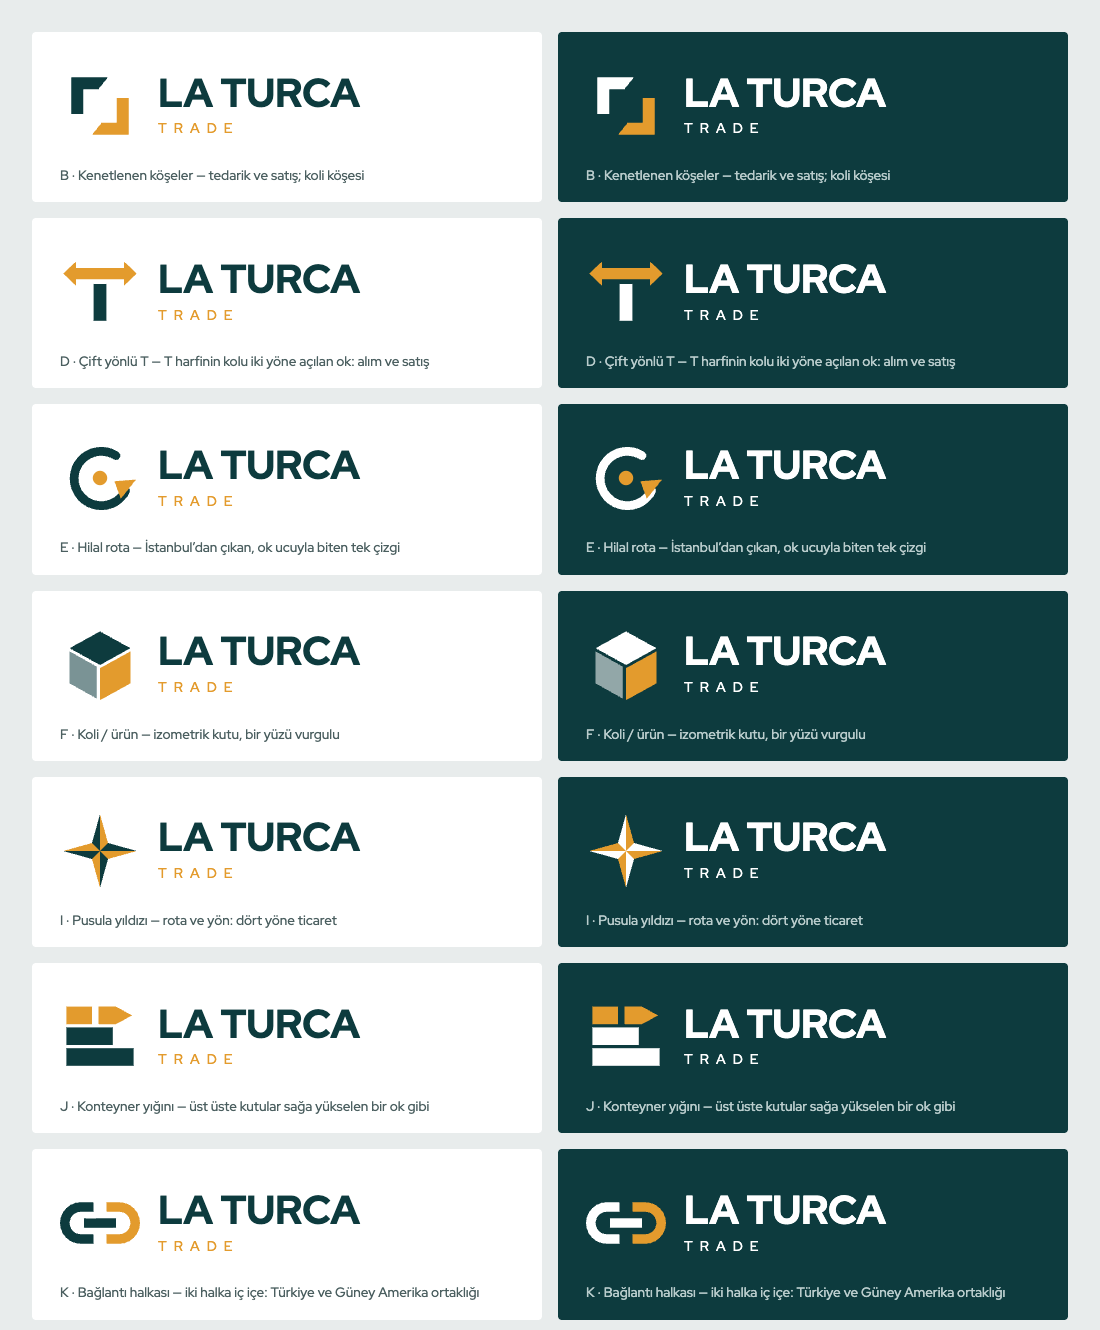 LA TURCA
TRADE
B · Kenetlenen köşeler — tedarik ve satış; koli köşesi
LA TURCA
TRADE
B · Kenetlenen köşeler — tedarik ve satış; koli köşesi
LA TURCA
TRADE
D · Çift yönlü T — T harfinin kolu iki yöne açılan ok: alım ve satış
LA TURCA
TRADE
D · Çift yönlü T — T harfinin kolu iki yöne açılan ok: alım ve satış
LA TURCA
TRADE
E · Hilal rota — İstanbul’dan çıkan, ok ucuyla biten tek çizgi
LA TURCA
TRADE
E · Hilal rota — İstanbul’dan çıkan, ok ucuyla biten tek çizgi
LA TURCA
TRADE
F · Koli / ürün — izometrik kutu, bir yüzü vurgulu
LA TURCA
TRADE
F · Koli / ürün — izometrik kutu, bir yüzü vurgulu
LA TURCA
TRADE
I · Pusula yıldızı — rota ve yön: dört yöne ticaret
LA TURCA
TRADE
I · Pusula yıldızı — rota ve yön: dört yöne ticaret
LA TURCA
TRADE
J · Konteyner yığını — üst üste kutular sağa yükselen bir ok gibi
LA TURCA
TRADE
J · Konteyner yığını — üst üste kutular sağa yükselen bir ok gibi
LA TURCA
TRADE
K · Bağlantı halkası — iki halka iç içe: Türkiye ve Güney Amerika ortaklığı
LA TURCA
TRADE
K · Bağlantı halkası — iki halka iç içe: Türkiye ve Güney Amerika ortaklığı